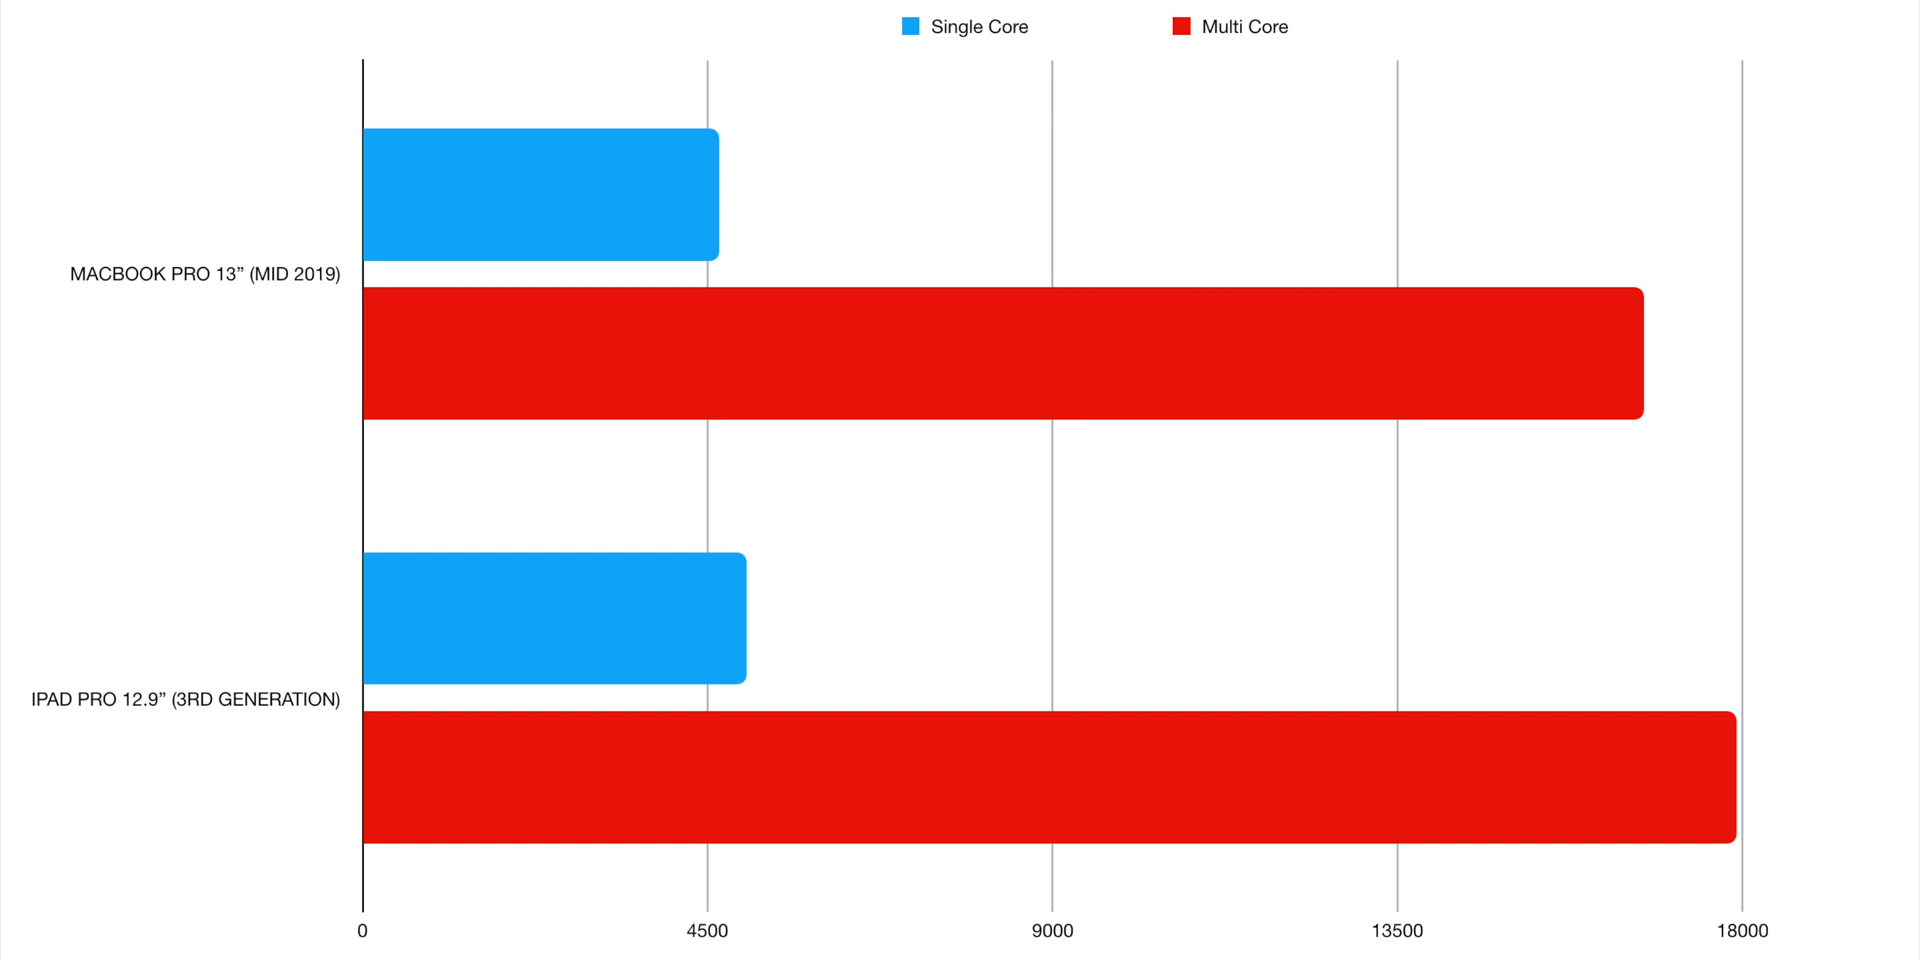 Single Core
Multi Core
MACBOOK PRO 13” (MID 2019)
IPAD PRO 12.9” (3RD GENERATION)
0
4500
9000
13500
18000